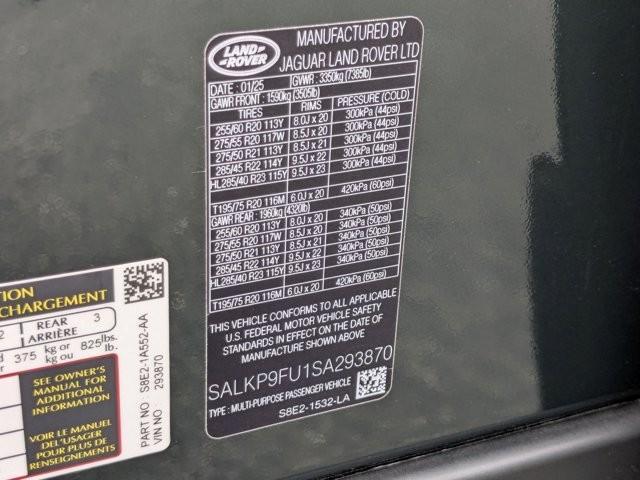 LAND
ROVER
MANUFACTURED BY
JAGUAR LAND ROVER LTD
DATE : 01/25 GVWR : 3350kg (7385lb)
GAWR FRONT : 1590kg (3505lb)
TIRES RIMS PRESSURE (COLD)
255/60 R20 113Y 8.0J x 20 300kPa (44psi)
275/55 R20 117W 8.5J x 20 300kPa (44psi)
275/50 R21 113Y 8.5J x 21 300kPa (44psi)
285/45 R22 114Y 9.5J x 22 300kPa (44psi)
HL285/40 R23 115Y 9.5J x 23 300kPa (44psi)
T195/75 R20 116M 6.0J x 20 420kPa (60psi)
GAWR REAR : 1960kg (4320lb)
255/60 R20 113Y 8.0J x 20 340kPa (50psi)
275/55 R20 117W 8.5J x 20 340kPa (50psi)
275/50 R21 113Y 8.5J x 21 340kPa (50psi)
285/45 R22 114Y 9.5J x 22 340kPa (50psi)
HL285/40 R23 115Y 9.5J x 23 340kPa (50psi)
T195/75 R20 116M 6.0J x 20 420kPa (60psi)
THIS VEHICLE CONFORMS TO ALL APPLICABLE
U.S. FEDERAL MOTOR VEHICLE SAFETY
STANDARDS IN EFFECT ON THE DATE OF
MANUFACTURE SHOWN ABOVE.
SALKP9FU1SA293870
TYPE : MULTI-PURPOSE PASSENGER VEHICLE
S8E2-1532-LA
TION
CHARGEMENT
2 REAR 3
ARRIÈRE
375 kg or 825 lbs.
kg ou lb.
SEE OWNER'S
MANUAL FOR
ADDITIONAL
INFORMATION
VOIR LE MANUEL
DE L'USAGER
POUR PLUS DE
RENSEIGNEMENTS
PART NO S8E2-1A552-AA
VIN NO 293870